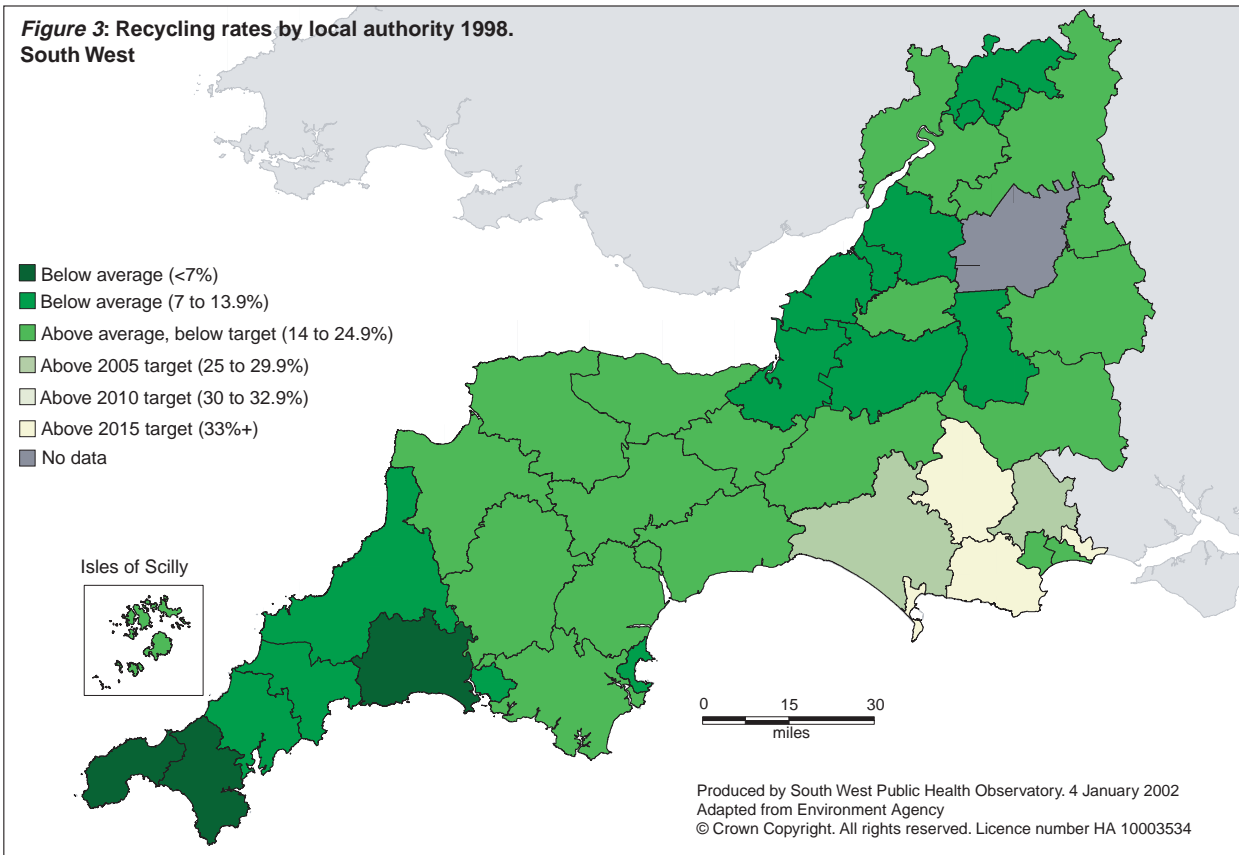 Figure 3: Recycling rates by local authority 1998.
South West
Below average (<7%)
Below average (7 to 13.9%)
Above average, below target (14 to 24.9%)
Above 2005 target (25 to 29.9%)
Above 2010 target (30 to 32.9%)
Above 2015 target (33%+)
No data
Isles of Scilly
0 15 30
miles
Produced by South West Public Health Observatory. 4 January 2002
Adapted from Environment Agency
© Crown Copyright. All rights reserved. Licence number HA 10003534